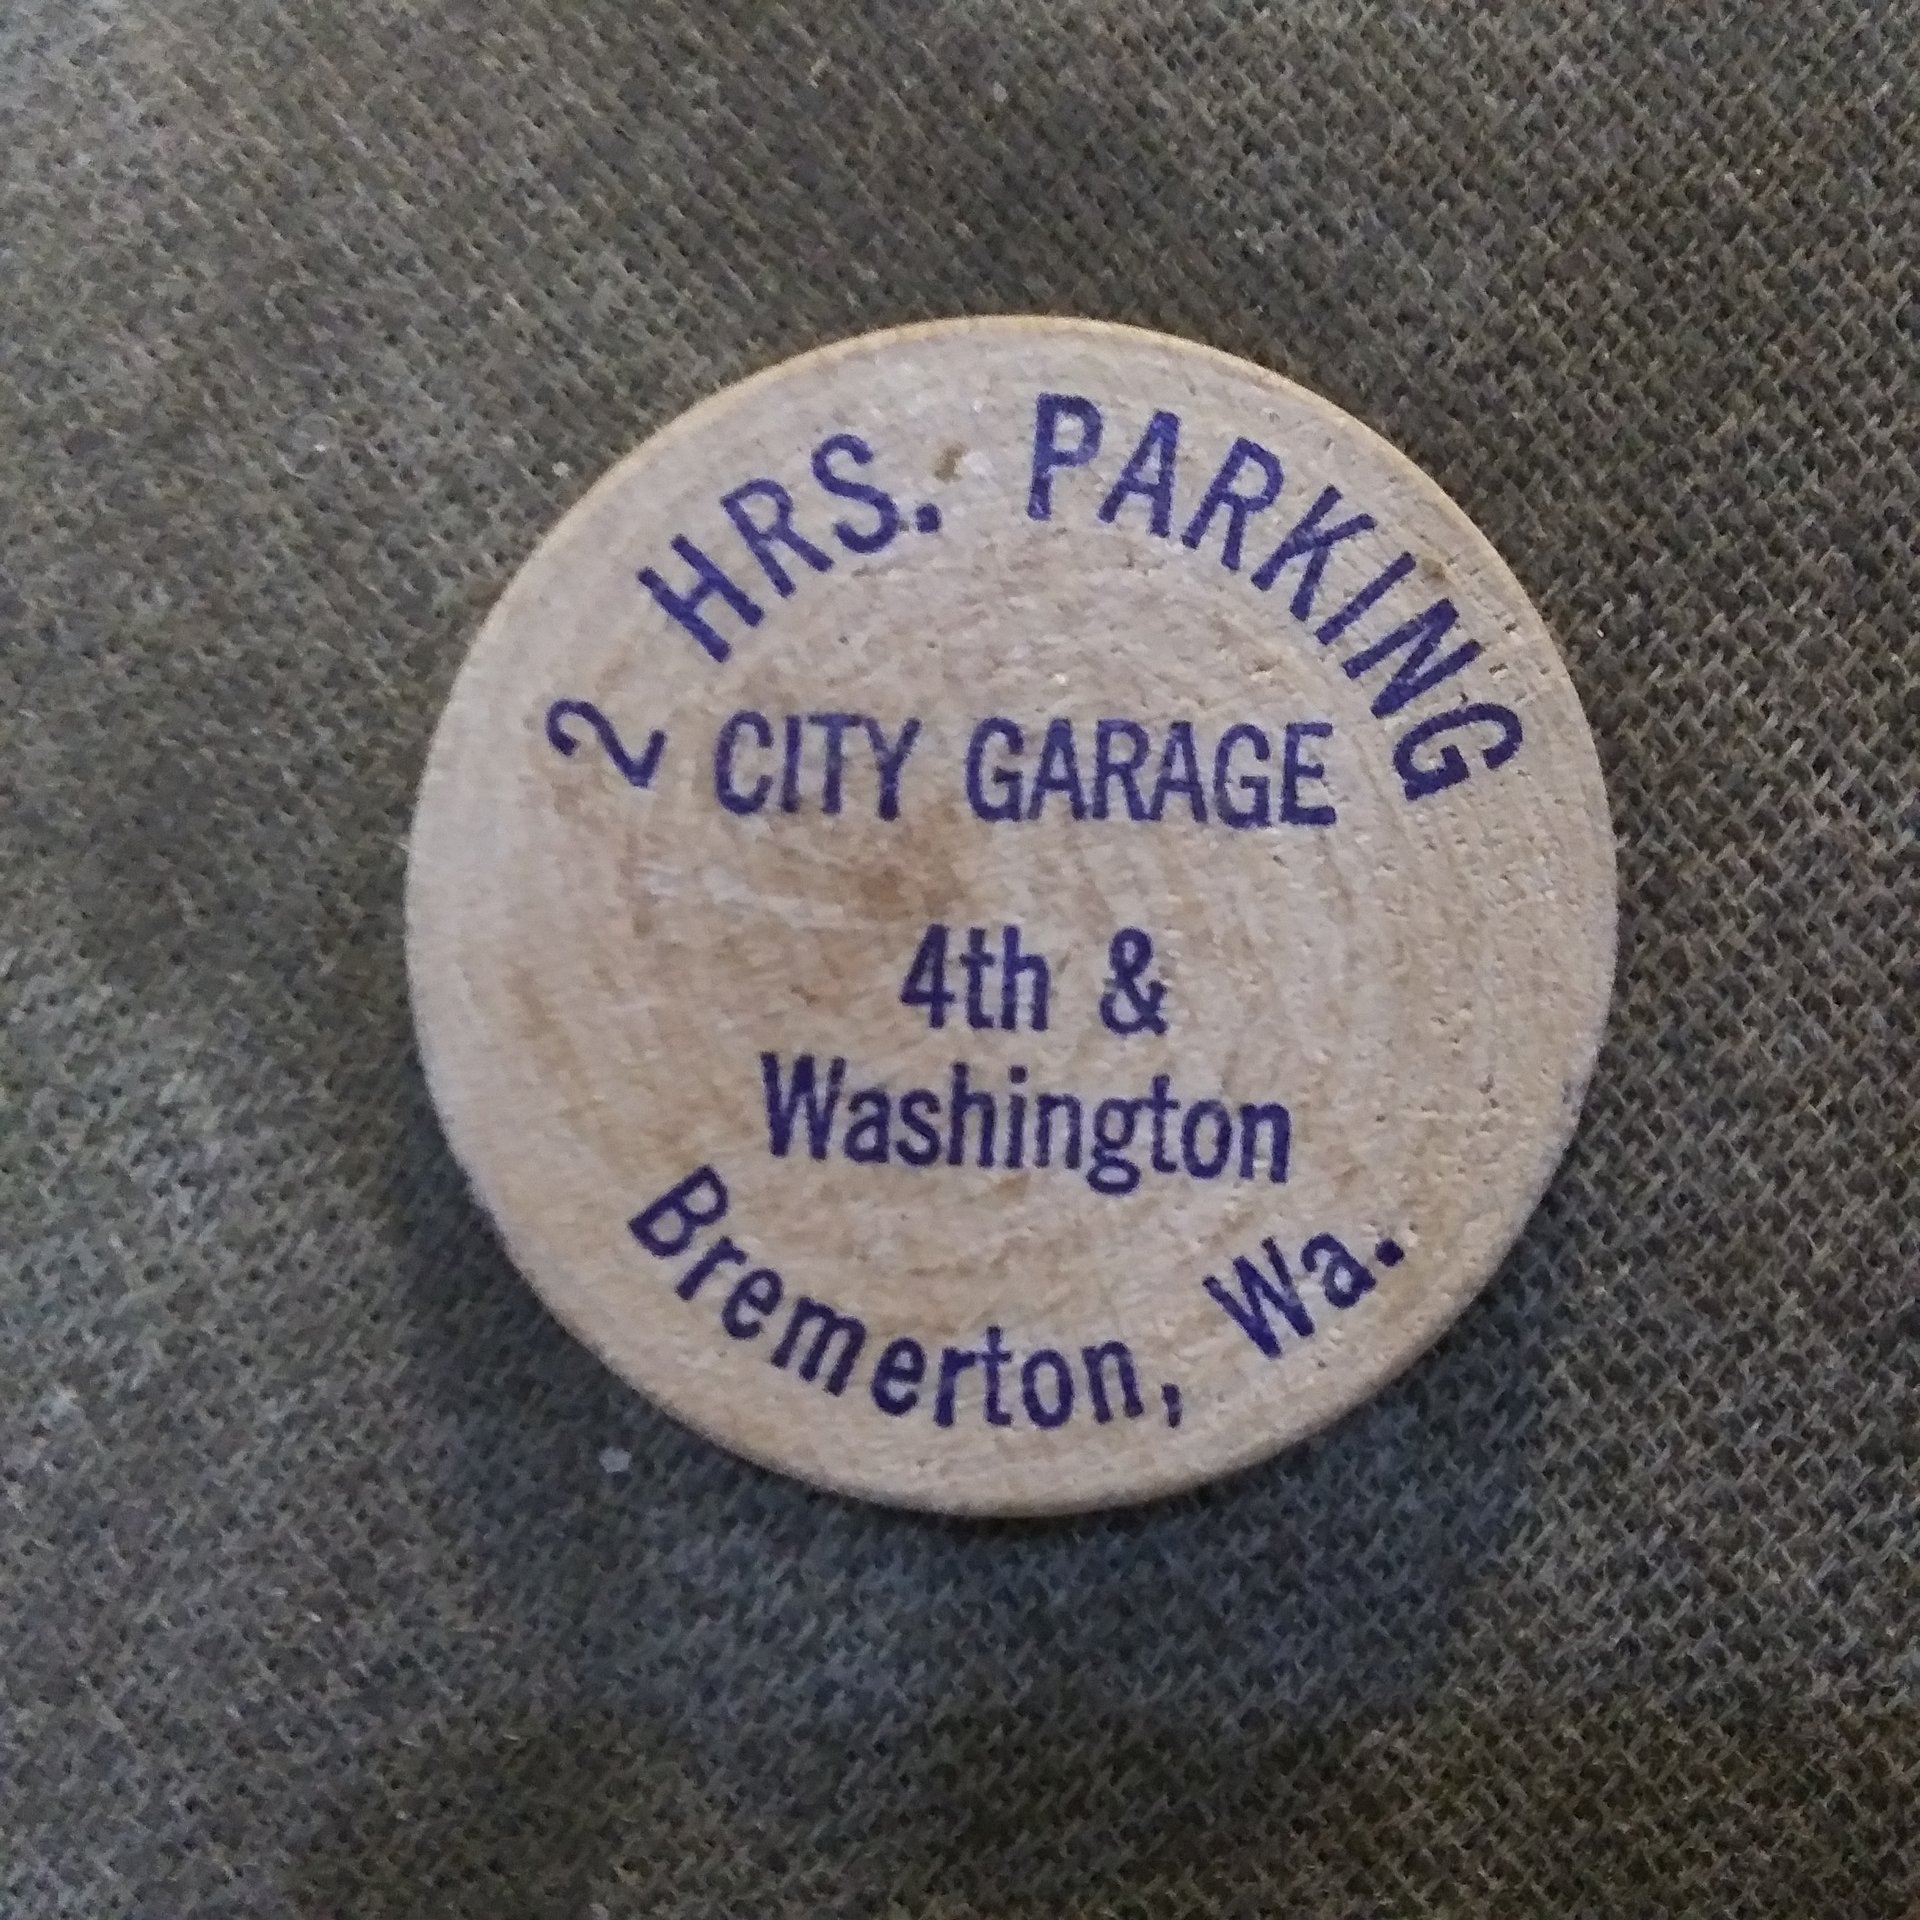 2 HRS. PARKING
CITY GARAGE
4th &
Washington
Bremerton, Wa.